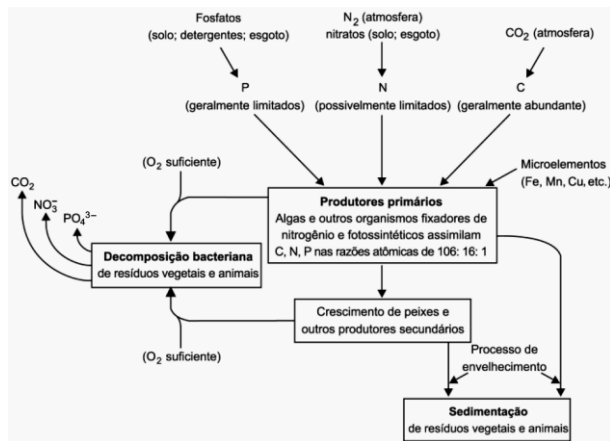 Fosfatos
(solo; detergentes; esgoto)
N₂ (atmosfera)
nitratos (solo; esgoto)
CO₂ (atmosfera)
P
(geralmente limitados)
N
(possivelmente limitados)
C
(geralmente abundante)
(O₂ suficiente)
Microelementos
(Fe, Mn, Cu, etc.)
CO₂
NO₃⁻
PO₄³⁻
Produtores primários
Algas e outros organismos fixadores de
nitrogênio e fotossintéticos assimilam
C, N, P nas razões atômicas de 106: 16: 1
Decomposição bacteriana
de resíduos vegetais e animais
Crescimento de peixes e
outros produtores secundários
(O₂ suficiente)
Processo de
envelhecimento
Sedimentação
de resíduos vegetais e animais